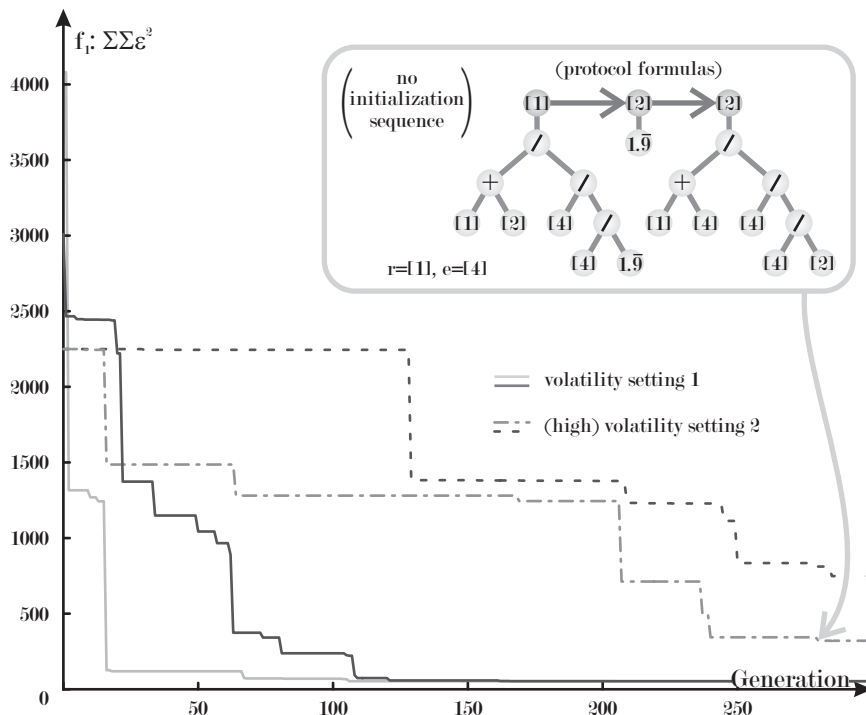 f₁: ΣΣε²
4000
3500
3000
2500
2000
1500
1000
500
0
50
100
150
200
250
Generation
no
initialization
sequence
(protocol formulas)
[1] [2] [2]
/ 1.9̅ /
+ / + /
[1] [2] [4] / [1] [4] [4] /
[4] 1.9̅ [4] [2]
r=[1], e=[4]
volatility setting 1
(high) volatility setting 2